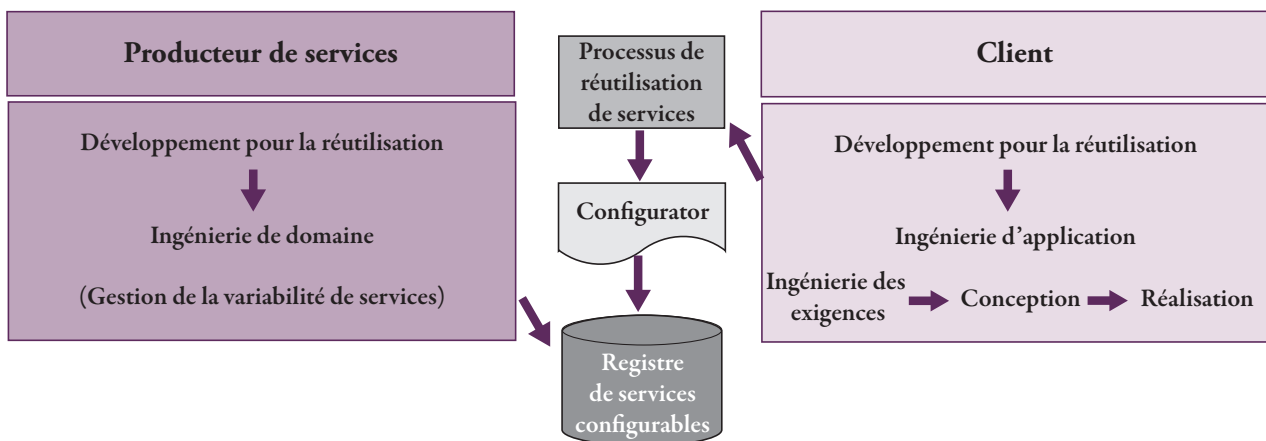 Producteur de services
Développement pour la réutilisation
Ingénierie de domaine
(Gestion de la variabilité de services)
Processus de
réutilisation
de services
Configurator
Registre
de services
configurables
Client
Développement pour la réutilisation
Ingénierie d’application
Ingénierie des
exigences
Conception
Réalisation